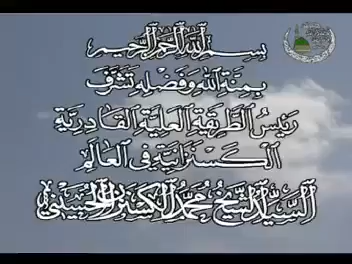 بسم الله الرحمن الرحيم
بمنة الله وفضله تشرف
رئيس الطريقة العلية القادرية
الكسنزانية في العالم
السيد الشيخ محمد الكسنزان الحسيني